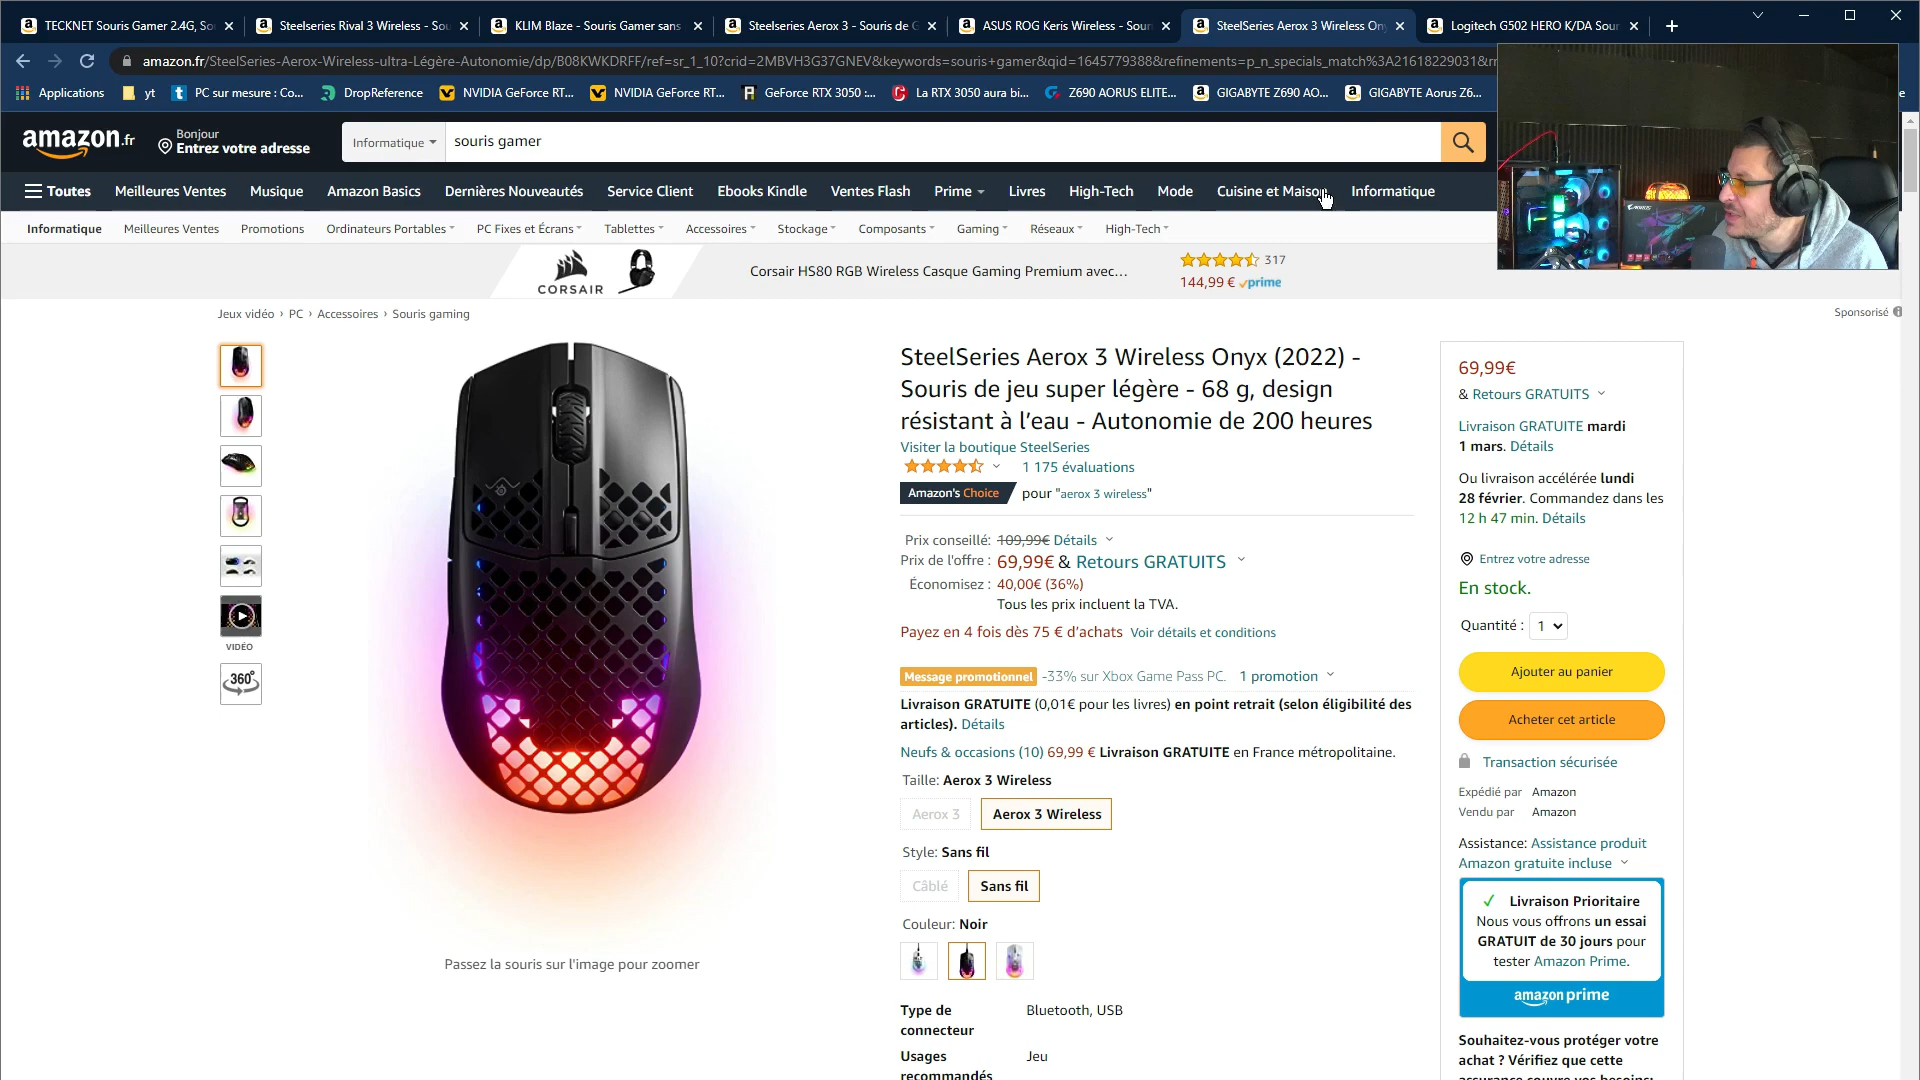 TECKNET Souris Gamer 2.4G, So
Steelseries Rival 3 Wireless - Sou
KLIM Blaze - Souris Gamer sans
Steelseries Aerox 3 - Souris de G
ASUS ROG Keris Wireless - Sour
SteelSeries Aerox 3 Wireless On
Logitech G502 HERO K/DA Sour
amazon.fr/SteelSeries-Aerox-Wireless-ultra-Légère-Autonomie/dp/B08KWKDRFF/ref=sr_1_10?crid=2MBVH3G37GNEV&keywords=souris+gamer&qid=1645779388&refinements=p_n_specials_match%3A21618229031&rr
Applications
yt
PC sur mesure : Co...
DropReference
NVIDIA GeForce RT...
NVIDIA GeForce RT...
GeForce RTX 3050 :...
La RTX 3050 aura bi...
Z690 AORUS ELITE...
GIGABYTE Z690 AO...
GIGABYTE Aorus Z6...
amazon.fr
Bonjour
Entrez votre adresse
Informatique
souris gamer
Toutes
Meilleures Ventes
Musique
Amazon Basics
Dernières Nouveautés
Service Client
Ebooks Kindle
Ventes Flash
Prime
Livres
High-Tech
Mode
Cuisine et Maison
Informatique
Informatique
Meilleures Ventes
Promotions
Ordinateurs Portables
PC Fixes et Écrans
Tablettes
Accessoires
Stockage
Composants
Gaming
Réseaux
High-Tech
CORSAIR
Corsair HS80 RGB Wireless Casque Gaming Premium avec...
317
144,99 € prime
Sponsorisé
Jeux vidéo › PC › Accessoires › Souris gaming
VIDÉO
360°
Passez la souris sur l'image pour zoomer
SteelSeries Aerox 3 Wireless Onyx (2022) -
Souris de jeu super légère - 68 g, design
résistant à l’eau - Autonomie de 200 heures
Visiter la boutique SteelSeries
1 175 évaluations
Amazon's Choice pour "aerox 3 wireless"
Prix conseillé: 109,99€ Détails
Prix de l'offre : 69,99€ & Retours GRATUITS
Économisez : 40,00€ (36%)
Tous les prix incluent la TVA.
Payez en 4 fois dès 75 € d’achats Voir détails et conditions
Message promotionnel -33% sur Xbox Game Pass PC. 1 promotion
Livraison GRATUITE (0,01€ pour les livres) en point retrait (selon éligibilité des
articles). Détails
Neufs & occasions (10) 69,99 € Livraison GRATUITE en France métropolitaine.
Taille: Aerox 3 Wireless
Aerox 3
Aerox 3 Wireless
Style: Sans fil
Câblé
Sans fil
Couleur: Noir
Type de Bluetooth, USB
connecteur
Usages Jeu
recommandés
69,99€
& Retours GRATUITS
Livraison GRATUITE mardi
1 mars. Détails
Ou livraison accélérée lundi
28 février. Commandez dans les
12 h 47 min. Détails
Entrez votre adresse
En stock.
Quantité : 1
Ajouter au panier
Acheter cet article
Transaction sécurisée
Expédié par Amazon
Vendu par Amazon
Assistance: Assistance produit
Amazon gratuite incluse
Livraison Prioritaire
Nous vous offrons un essai
GRATUIT de 30 jours pour
tester Amazon Prime.
amazon prime
Souhaitez-vous protéger votre
achat ? Vérifiez que cette